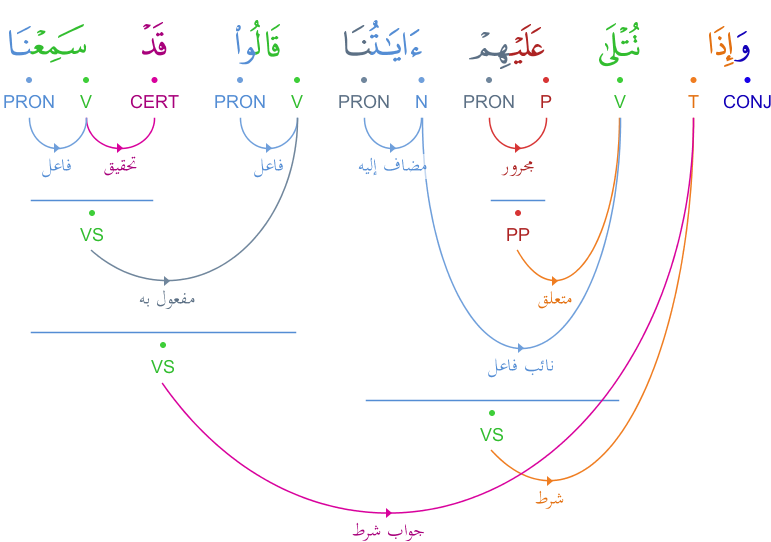 وَإِذَا تُتْلَىٰ عَلَيْهِمْ ءَايَـٰتُنَا قَالُوا۟ قَدْ سَمِعْنَا
CONJ T V P PRON N PRON V PRON CERT V PRON
مجرور مضاف إليه فاعل تحقيق فاعل
PP VS
متعلق مفعول به
نائب فاعل VS
VS
شرط
جواب شرط